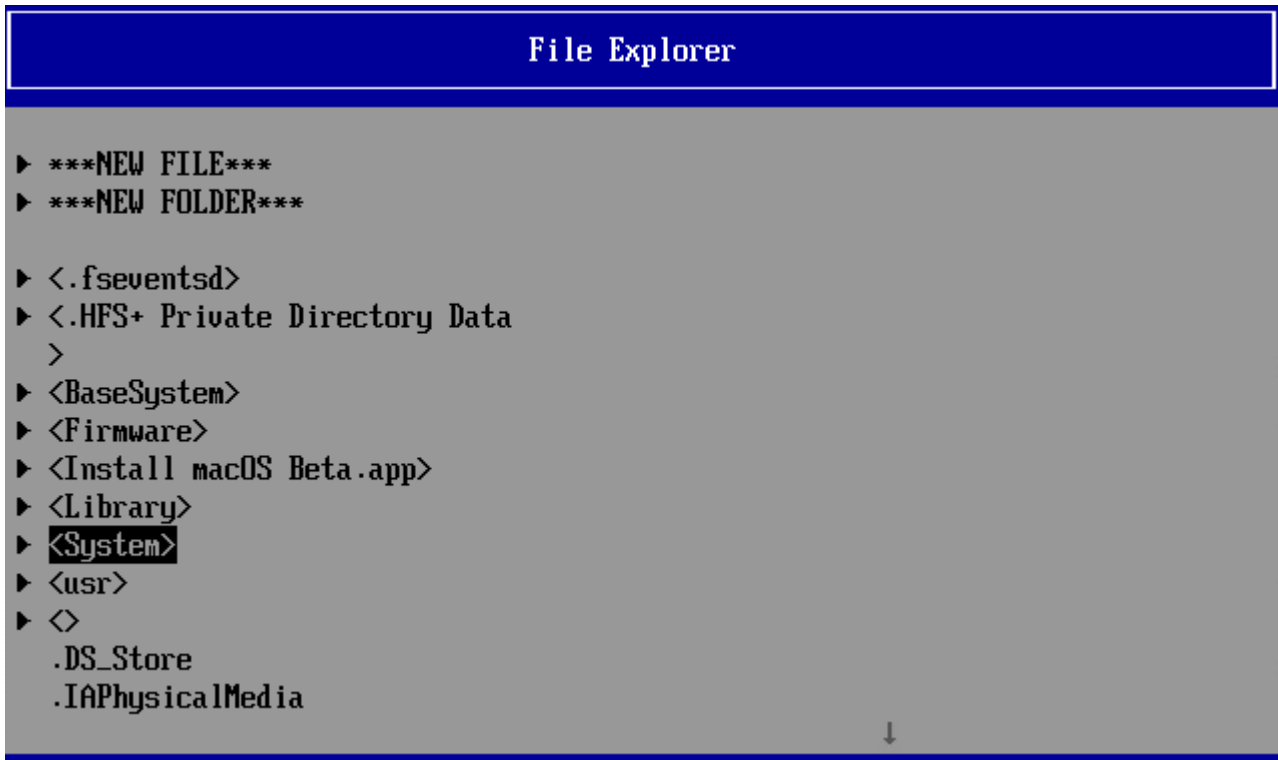 File Explorer
***NEW FILE***
***NEW FOLDER***
<.fseventsd>
<.HFS+ Private Directory Data
>
<BaseSystem>
<Firmware>
<Install macOS Beta.app>
<Library>
<System>
<usr>
<>
.DS_Store
.IAPhysicalMedia